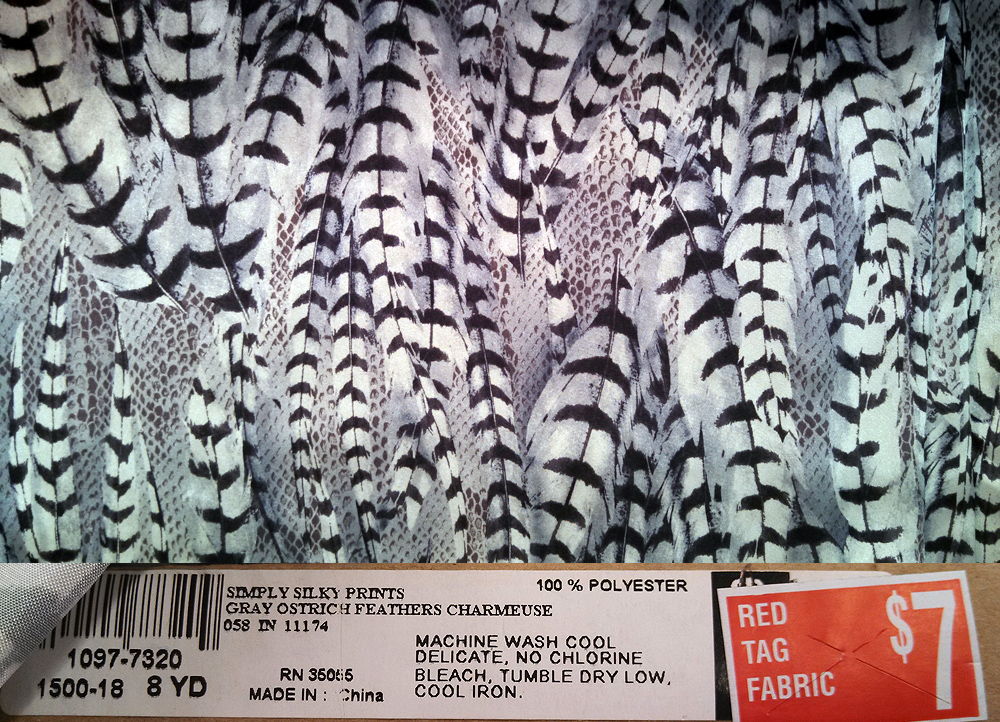 SIMPLY SILKY PRINTS
GRAY OSTRICH FEATHERS CHARMEUSE
058 IN 11174
100 % POLYESTER
1097-7320
1500-18 8 YD
RN 35055
MADE IN : China
MACHINE WASH COOL
DELICATE, NO CHLORINE
BLEACH, TUMBLE DRY LOW,
COOL IRON.
RED
TAG
FABRIC
$7